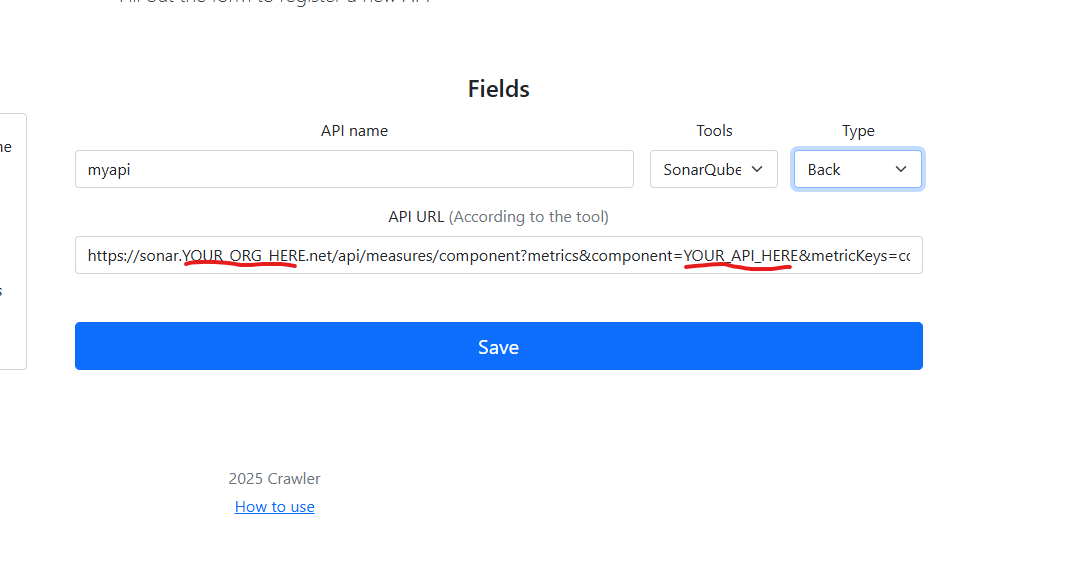 Fill out the form to register a new API
Fields
API name
Tools
Type
ne
myapi
SonarQube
Back
API URL (According to the tool)
https://sonar.YOUR_ORG_HERE.net/api/measures/component?metrics&component=YOUR_API_HERE&metricKeys=co
s
Save
2025 Crawler
How to use